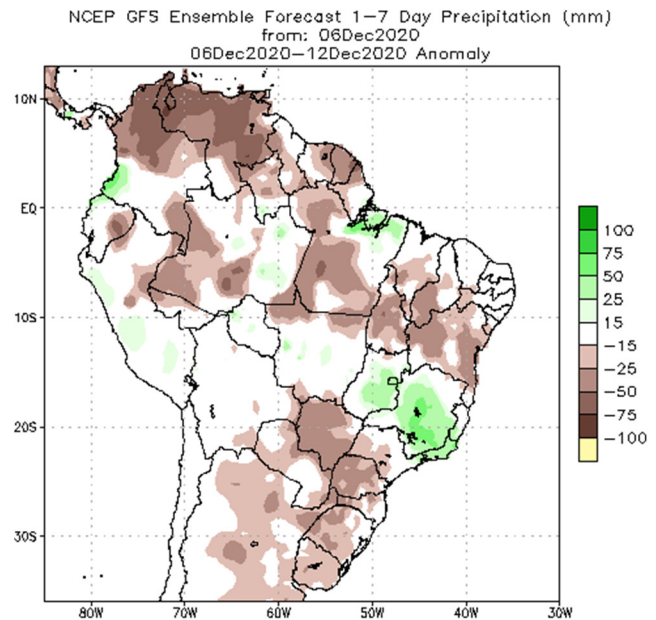 NCEP GFS Ensemble Forecast 1–7 Day Precipitation (mm)
from: 06Dec2020
06Dec2020–12Dec2020 Anomaly
10N
EQ
10S
20S
30S
80W
70W
60W
50W
40W
30W
100
75
50
25
15
−15
−25
−50
−75
−100